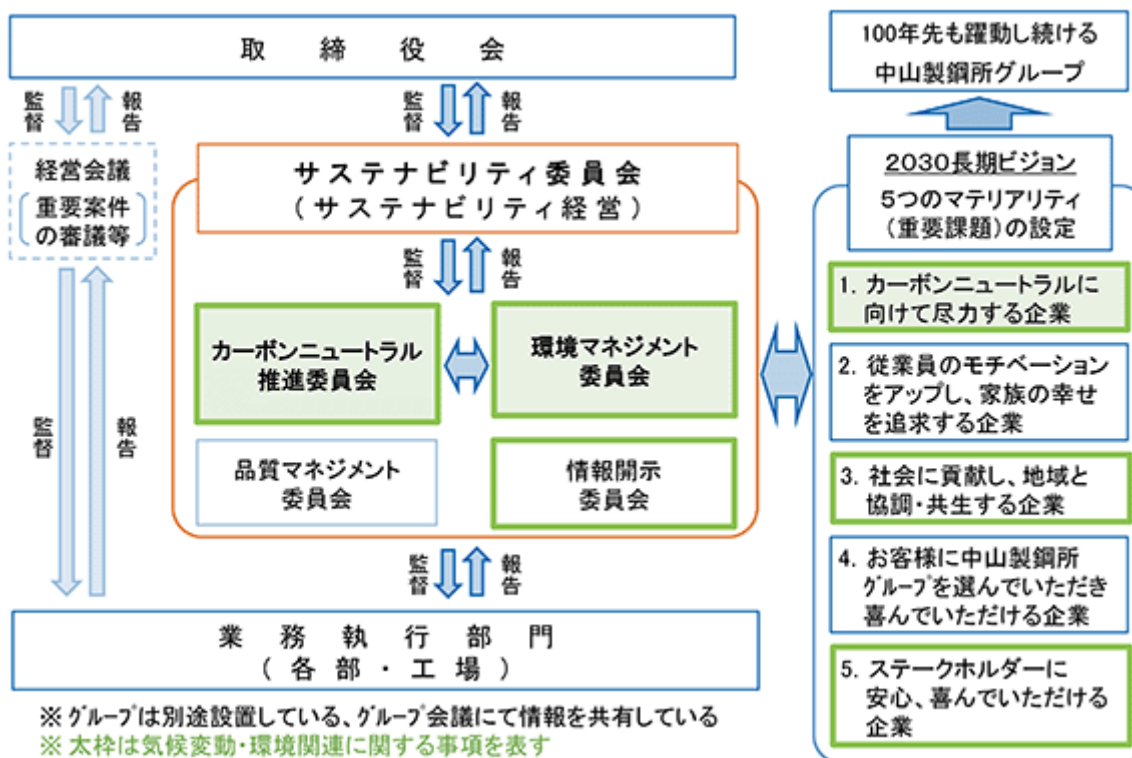 取締役会
監督
報告
監督
報告
経営会議
重要案件
の審議等
サステナビリティ委員会
(サステナビリティ経営)
監督
報告
監督
報告
カーボンニュートラル
推進委員会
環境マネジメント
委員会
品質マネジメント
委員会
情報開示
委員会
監督
報告
業務執行部門
(各部・工場)
※グループは別途設置している、グループ会議にて情報を共有している
※太枠は気候変動・環境関連に関する事項を表す
100年先も躍動し続ける
中山製鋼所グループ
2030長期ビジョン
5つのマテリアリティ
(重要課題)の設定
1. カーボンニュートラルに
向けて尽力する企業
2. 従業員のモチベーション
をアップし、家族の幸せ
を追求する企業
3. 社会に貢献し、地域と
協調・共生する企業
4. お客様に中山製鋼所
グループを選んでいただき
喜んでいただける企業
5. ステークホルダーに
安心、喜んでいただける
企業